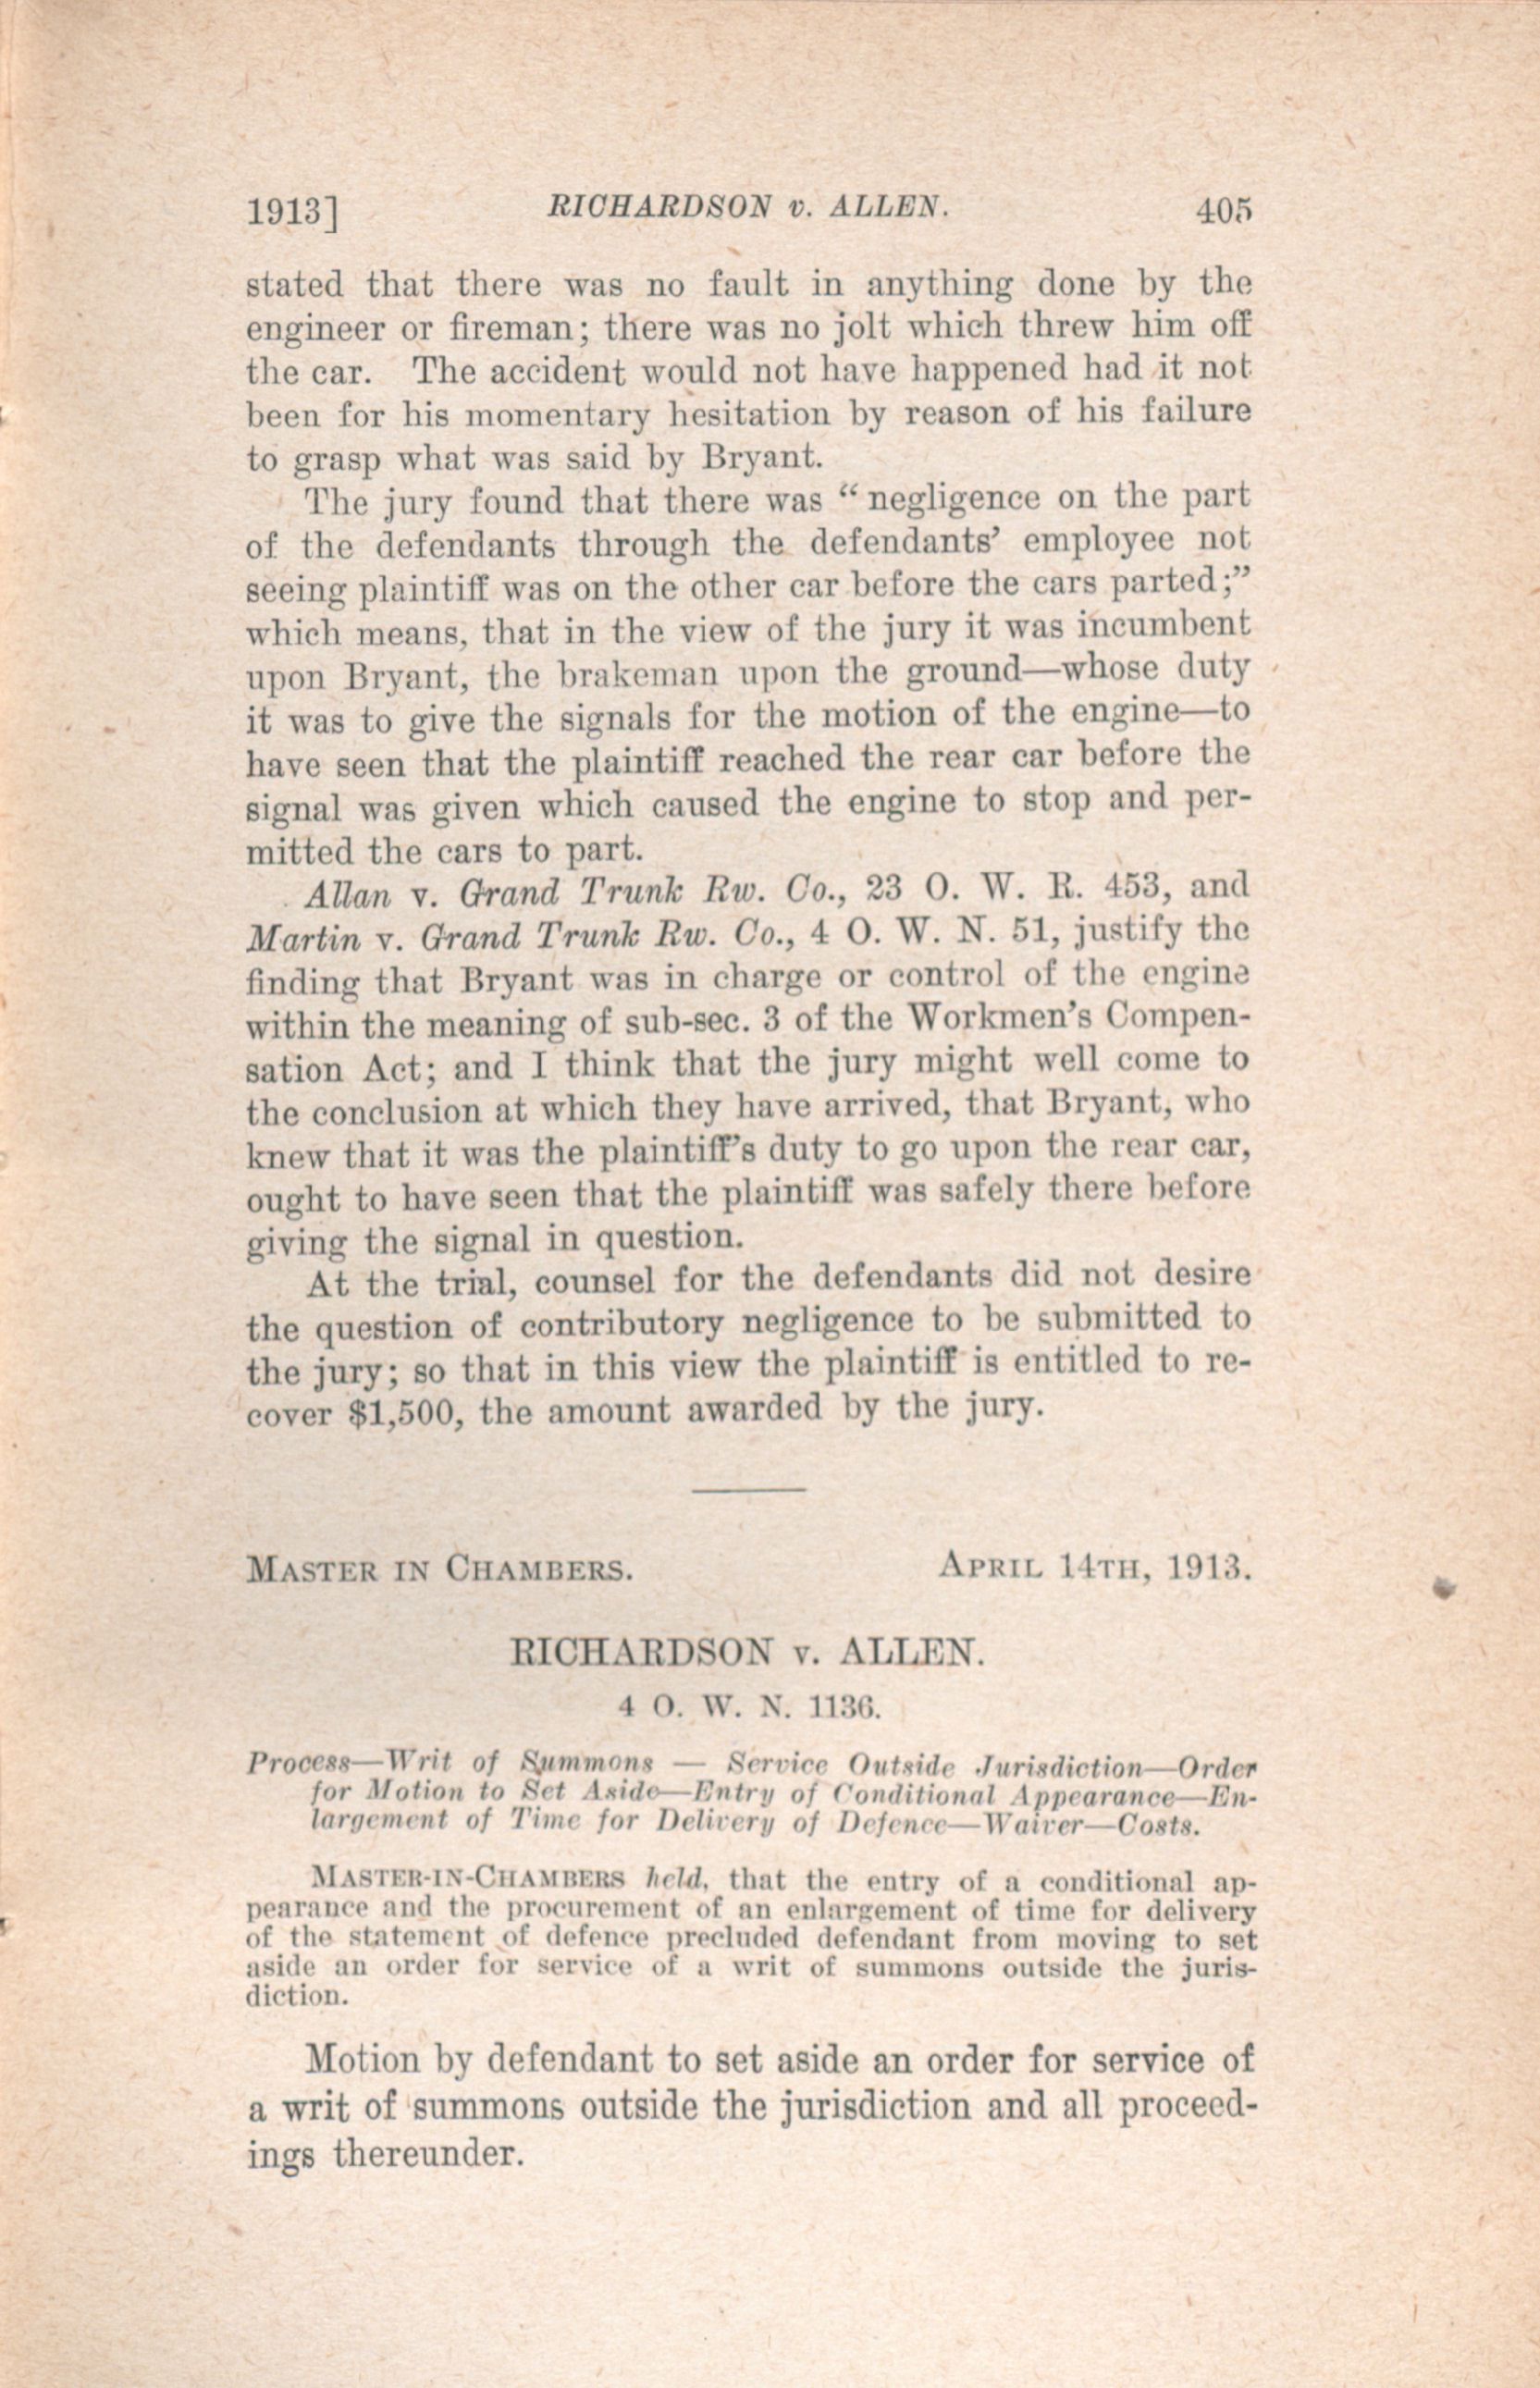 1913]
RICHARDSON v. ALLEN.
405
stated that there was no fault in anything done by the
engineer or fireman; there was no jolt which threw him off
the car. The accident would not have happened had it not
been for his momentary hesitation by reason of his failure
to grasp what was said by Bryant.
The jury found that there was “ negligence on the part
of the defendants through the defendants’ employee not
seeing plaintiff was on the other car before the cars parted;”
which means, that in the view of the jury it was incumbent
upon Bryant, the brakeman upon the ground—whose duty
it was to give the signals for the motion of the engine—to
have seen that the plaintiff reached the rear car before the
signal was given which caused the engine to stop and per-
mitted the cars to part.
Allan v. Grand Trunk Rw. Co., 23 O. W. R. 453, and
Martin v. Grand Trunk Rw. Co., 4 O. W. N. 51, justify the
finding that Bryant was in charge or control of the engine
within the meaning of sub-sec. 3 of the Workmen’s Compen-
sation Act; and I think that the jury might well come to
the conclusion at which they have arrived, that Bryant, who
knew that it was the plaintiff’s duty to go upon the rear car,
ought to have seen that the plaintiff was safely there before
giving the signal in question.
At the trial, counsel for the defendants did not desire
the question of contributory negligence to be submitted to
the jury; so that in this view the plaintiff is entitled to re-
cover $1,500, the amount awarded by the jury.
MASTER IN CHAMBERS.
APRIL 14TH, 1913.
RICHARDSON v. ALLEN.
4 O. W. N. 1136.
Process—Writ of Summons — Service Outside Jurisdiction—Order
for Motion to Set Aside—Entry of Conditional Appearance—En-
largement of Time for Delivery of Defence—Waiver—Costs.
MASTER-IN-CHAMBERS held, that the entry of a conditional ap-
pearance and the procurement of an enlargement of time for delivery
of the statement of defence precluded defendant from moving to set
aside an order for service of a writ of summons outside the juris-
diction.
Motion by defendant to set aside an order for service of
a writ of summons outside the jurisdiction and all proceed-
ings thereunder.